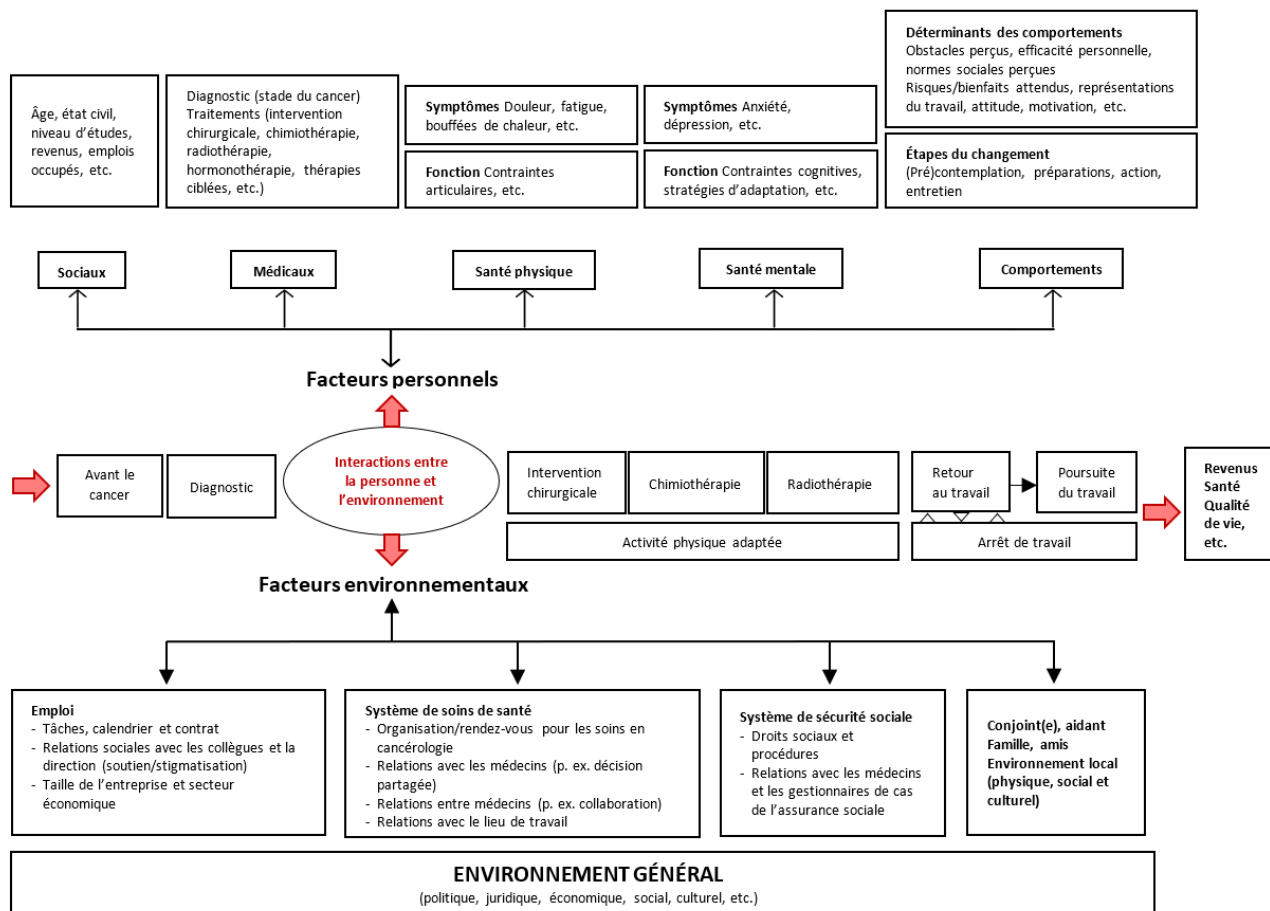 Âge, état civil,
niveau d'études,
revenus, emplois
occupés, etc.
Diagnostic (stade du cancer)
Traitements (intervention
chirurgicale, chimiothérapie,
radiothérapie,
hormonothérapie, thérapies
ciblées, etc.)
Symptômes Douleur, fatigue,
bouffées de chaleur, etc.
Fonction Contraintes
articulaires, etc.
Symptômes Anxiété,
dépression, etc.
Fonction Contraintes cognitives,
stratégies d'adaptation, etc.
Déterminants des comportements
Obstacles perçus, efficacité personnelle,
normes sociales perçues
Risques/bienfaits attendus, représentations
du travail, attitude, motivation, etc.
Étapes du changement
(Pré)contemplation, préparations, action,
entretien
Sociaux
Médicaux
Santé physique
Santé mentale
Comportements
Facteurs personnels
Avant le
cancer
Diagnostic
Interactions entre
la personne et
l'environnement
Intervention
chirurgicale
Chimiothérapie
Radiothérapie
Activité physique adaptée
Retour
au travail
Poursuite
du travail
Arrêt de travail
Revenus
Santé
Qualité
de vie,
etc.
Facteurs environnementaux
Emploi
- Tâches, calendrier et contrat
- Relations sociales avec les collègues et la
direction (soutien/stigmatisation)
- Taille de l'entreprise et secteur
économique
Système de soins de santé
- Organisation/rendez-vous pour les soins en
cancérologie
- Relations avec les médecins (p. ex. décision
partagée)
- Relations entre médecins (p. ex. collaboration)
- Relations avec le lieu de travail
Système de sécurité sociale
- Droits sociaux et
procédures
- Relations avec les médecins
et les gestionnaires de cas
de l'assurance sociale
Conjoint(e), aidant
Famille, amis
Environnement local
(physique, social et
culturel)
ENVIRONNEMENT GÉNÉRAL
(politique, juridique, économique, social, culturel, etc.)